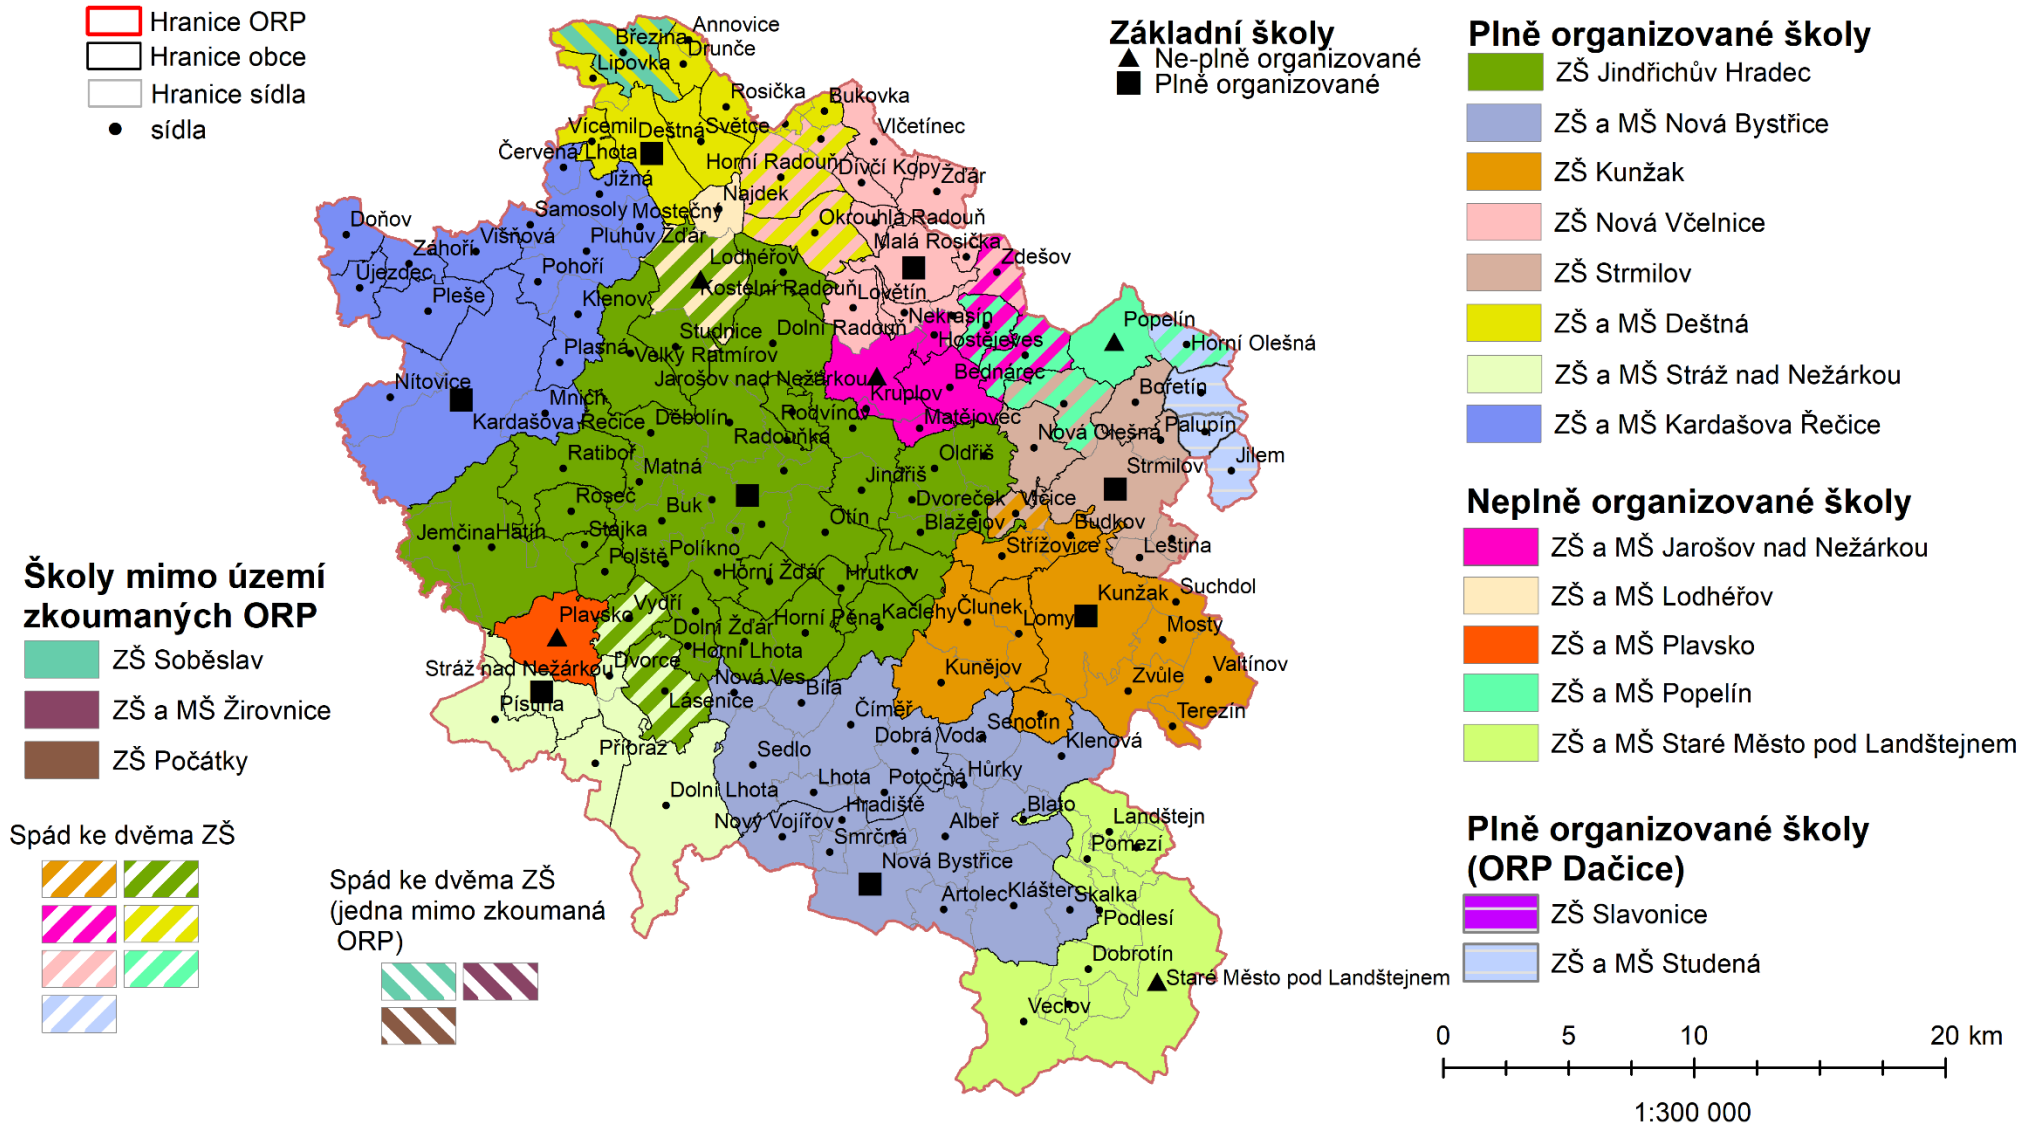 Hranice ORP
Hranice obce
Hranice sídla
sídla
Základní školy
Ne-plně organizované
Plně organizované
Plně organizované školy
ZŠ Jindřichův Hradec
ZŠ a MŠ Nová Bystřice
ZŠ Kunžak
ZŠ Nová Včelnice
ZŠ Strmilov
ZŠ a MŠ Deštná
ZŠ a MŠ Stráž nad Nežárkou
ZŠ a MŠ Kardašova Řečice
Neplně organizované školy
ZŠ a MŠ Jarošov nad Nežárkou
ZŠ a MŠ Lodhéřov
ZŠ a MŠ Plavsko
ZŠ a MŠ Popelín
ZŠ a MŠ Staré Město pod Landštejnem
Plně organizované školy
(ORP Dačice)
ZŠ Slavonice
ZŠ a MŠ Studená
Školy mimo území
zkoumaných ORP
ZŠ Soběslav
ZŠ a MŠ Žirovnice
ZŠ Počátky
Spád ke dvěma ZŠ
Spád ke dvěma ZŠ
(jedna mimo zkoumaná
ORP)
0 5 10 20 km
1:300 000
Annovice
Březina
Drunče
Lipovka
Rosička
Bukovka
Vícemil
Deštná
Světce
Vlčetínec
Červená Lhota
Horní Radouň
Dívčí Kopy
Žďár
Jižná
Najdek
Doňov
Samosoly
Mostečný
Okrouhlá Radouň
Záhoří
Višňová
Pluhův Žďár
Malá Rosička
Zdešov
Újezdec
Pohoří
Lodhéřov
Kostelní Radouň
Lovětín
Pleše
Klenov
Nekrasín
Popelín
Studnice
Dolní Radouň
Hostějeves
Horní Olešná
Plasná
Velký Ratmírov
Nítovice
Jarošov nad Nežárkou
Bednárec
Bořetín
Mnich
Kruplov
Kardašova Řečice
Děbolín
Rodvínov
Matějovec
Radouňka
Nová Olešná
Palupín
Ratiboř
Matná
Oldřiš
Strmilov
Jilem
Jindřiš
Roseč
Buk
Dvoreček
Vlčice
Jemčina
Hatín
Stajka
Otín
Blažejov
Budkov
Polště
Políkno
Střížovice
Leština
Horní Žďár
Hrutkov
Suchdol
Kunžak
Plavsko
Vydří
Horní Pěna
Kačlehy
Člunek
Lomy
Mosty
Dolní Žďár
Horní Lhota
Stráž nad Nežárkou
Dvorce
Kunějov
Valtínov
Nová Ves
Bílá
Zvůle
Pístina
Lásenice
Číměř
Senotín
Terezín
Dobrá Voda
Klenová
Příbraz
Sedlo
Lhota
Potočná
Hůrky
Dolní Lhota
Hradiště
Blato
Landštejn
Nový Vojířov
Smrčná
Albeř
Pomezí
Nová Bystřice
Artolec
Klášter
Skalka
Podlesí
Dobrotín
Staré Město pod Landštejnem
Veclov